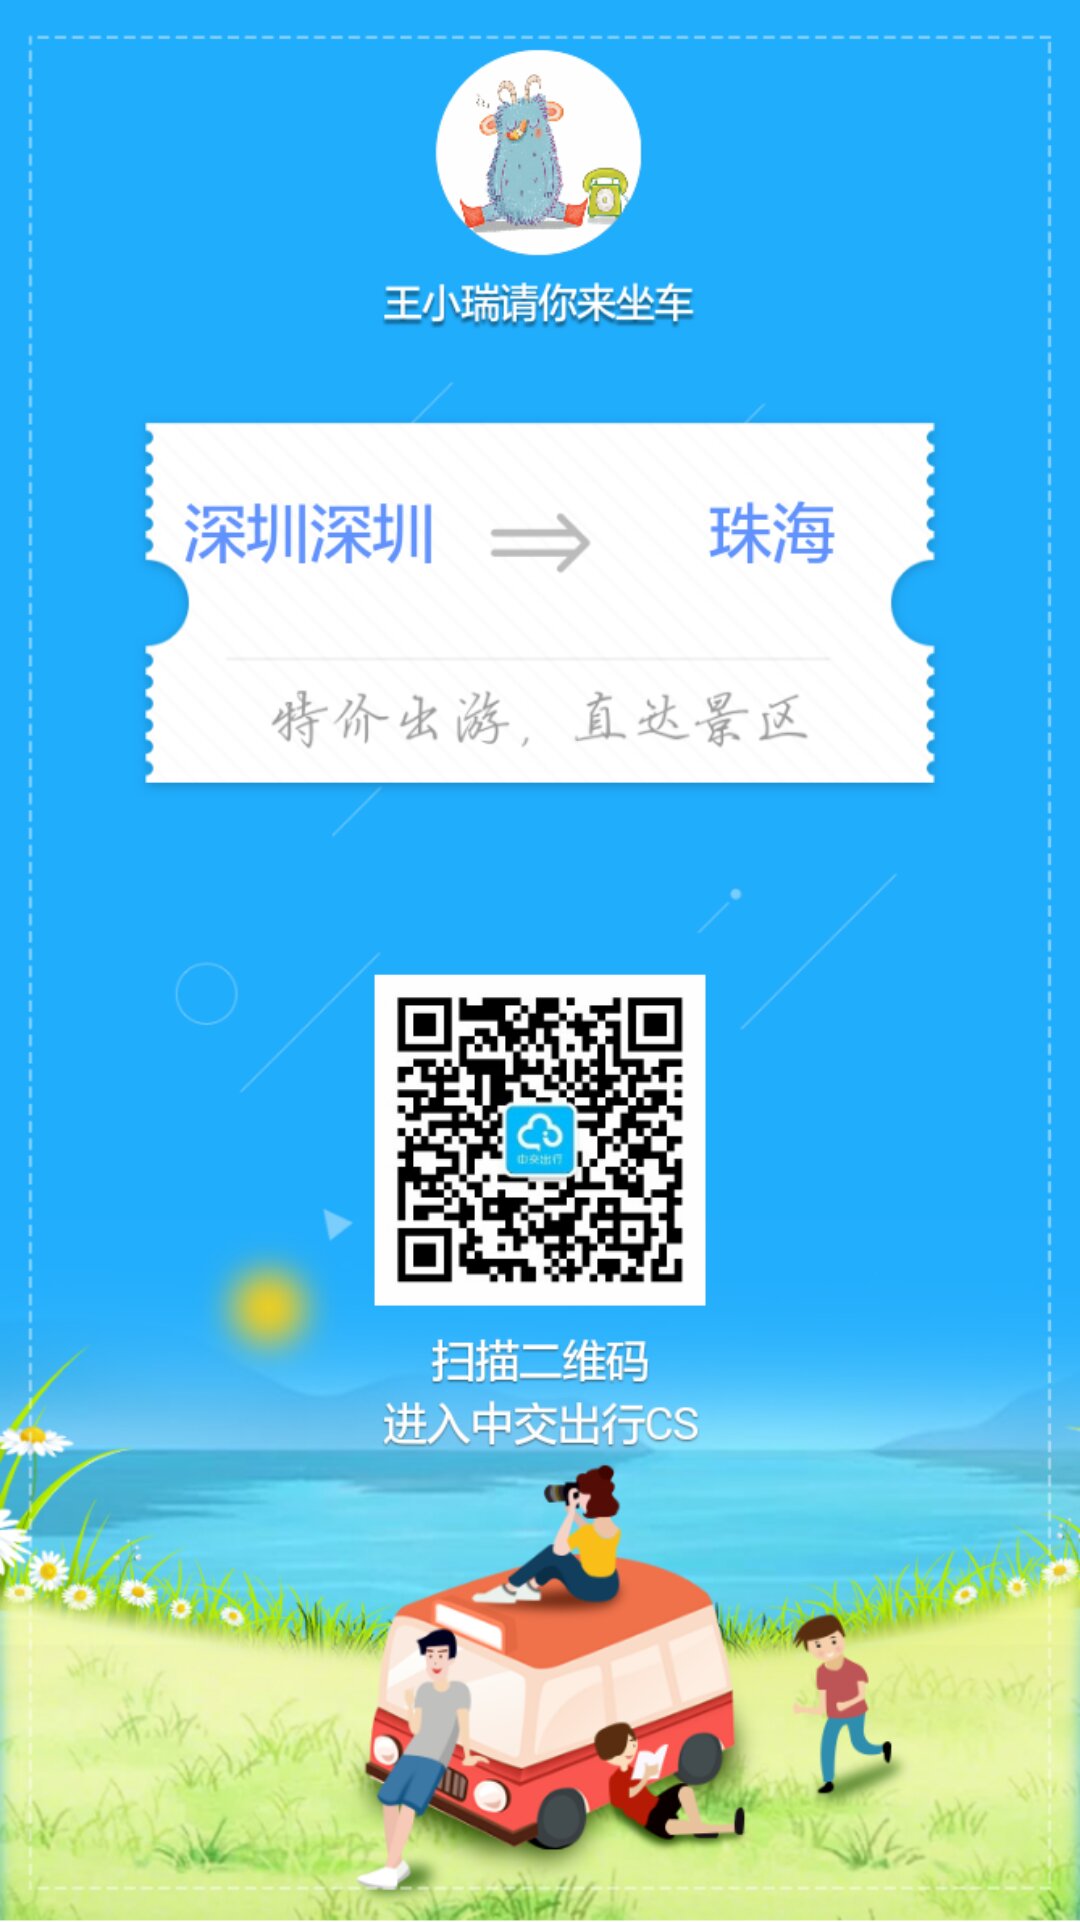 王小瑞请你来坐车
深圳深圳
珠海
特价出游，直达景区
中交出行
扫描二维码
进入中交出行CS